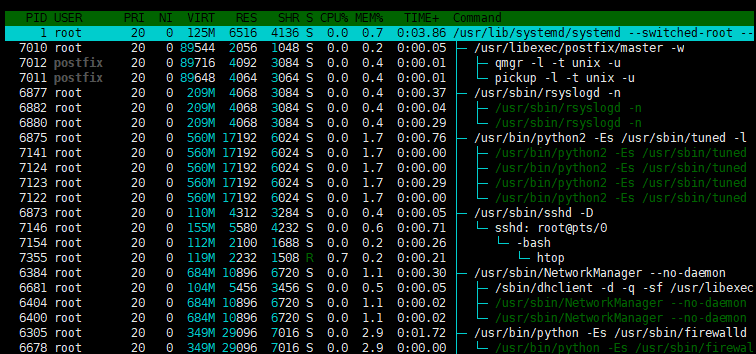 PID USER PRI NI VIRT RES SHR S CPU% MEM% TIME+ Command
1 root 20 0 125M 6516 4136 S 0.0 0.7 0:03.86 /usr/lib/systemd/systemd --switched-root --
7010 root 20 0 89544 2056 1048 S 0.0 0.2 0:00.05 /usr/libexec/postfix/master -w
7012 postfix 20 0 89716 4092 3084 S 0.0 0.4 0:00.01 qmgr -l -t unix -u
7011 postfix 20 0 89648 4064 3064 S 0.0 0.4 0:00.01 pickup -l -t unix -u
6877 root 20 0 209M 4068 3484 S 0.0 0.4 0:00.37 /usr/sbin/rsyslogd -n
6882 root 20 0 209M 4068 3484 S 0.0 0.4 0:00.04 /usr/sbin/rsyslogd -n
6880 root 20 0 209M 4068 3484 S 0.0 0.4 0:00.29 /usr/sbin/rsyslogd -n
6875 root 20 0 560M 17192 6024 S 0.0 1.7 0:00.76 /usr/bin/python2 -Es /usr/sbin/tuned -l
7141 root 20 0 560M 17192 6024 S 0.0 1.7 0:00.00 /usr/bin/python2 -Es /usr/sbin/tuned
7124 root 20 0 560M 17192 6024 S 0.0 1.7 0:00.00 /usr/bin/python2 -Es /usr/sbin/tuned
7123 root 20 0 560M 17192 6024 S 0.0 1.7 0:00.29 /usr/bin/python2 -Es /usr/sbin/tuned
7122 root 20 0 560M 17192 6024 S 0.0 1.7 0:00.00 /usr/bin/python2 -Es /usr/sbin/tuned
6873 root 20 0 110M 4312 3284 S 0.0 0.4 0:00.05 /usr/sbin/sshd -D
7146 root 20 0 155M 5580 4232 S 0.0 0.6 0:00.71 sshd: root@pts/0
7154 root 20 0 112M 2100 1688 S 0.0 0.2 0:00.26 -bash
7355 root 20 0 119M 2232 1508 R 0.7 0.2 0:00.21 htop
6384 root 20 0 684M 10896 6720 S 0.0 1.1 0:00.30 /usr/sbin/NetworkManager --no-daemon
6681 root 20 0 104M 5456 3456 S 0.0 0.5 0:00.05 /sbin/dhclient -d -q -sf /usr/libexec
6404 root 20 0 684M 10896 6720 S 0.0 1.1 0:00.02 /usr/sbin/NetworkManager --no-daemon
6400 root 20 0 684M 10896 6720 S 0.0 1.1 0:00.02 /usr/sbin/NetworkManager --no-daemon
6305 root 20 0 349M 29096 7016 S 0.0 2.9 0:01.72 /usr/bin/python -Es /usr/sbin/firewalld
6678 root 20 0 349M 29096 7016 S 0.0 2.9 0:00.00 /usr/bin/python -Es /usr/sbin/firewal